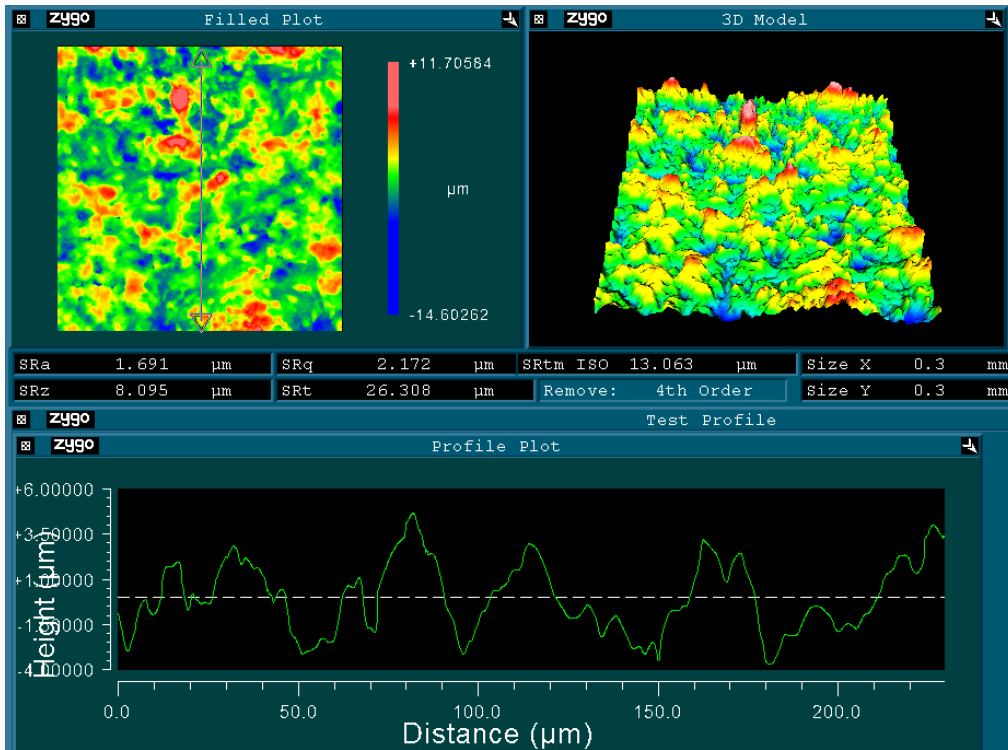 zygo Filled Plot
+11.70584
µm
-14.60262
zygo 3D Model
SRa 1.691 µm SRq 2.172 µm SRtm ISO 13.063 µm Size X 0.3 mm
SRz 8.095 µm SRt 26.308 µm Remove: 4th Order Size Y 0.3 mm
zygo Test Profile
zygo Profile Plot
+6.00000
Height (µm)
0.0 50.0 100.0 150.0 200.0
Distance (µm)